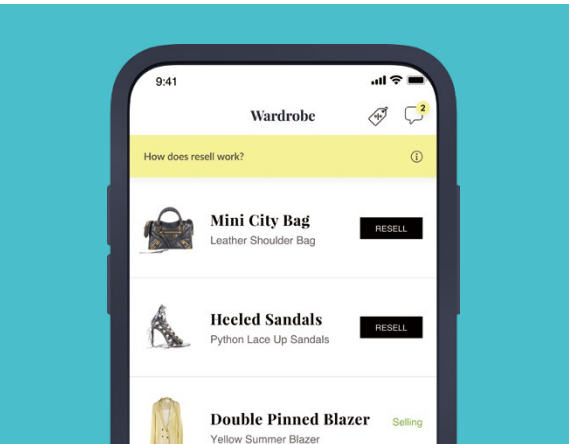 9:41
Wardrobe
2
How does resell work?
Mini City Bag
Leather Shoulder Bag
RESELL
Heeled Sandals
Python Lace Up Sandals
RESELL
Double Pinned Blazer
Yellow Summer Blazer
Selling